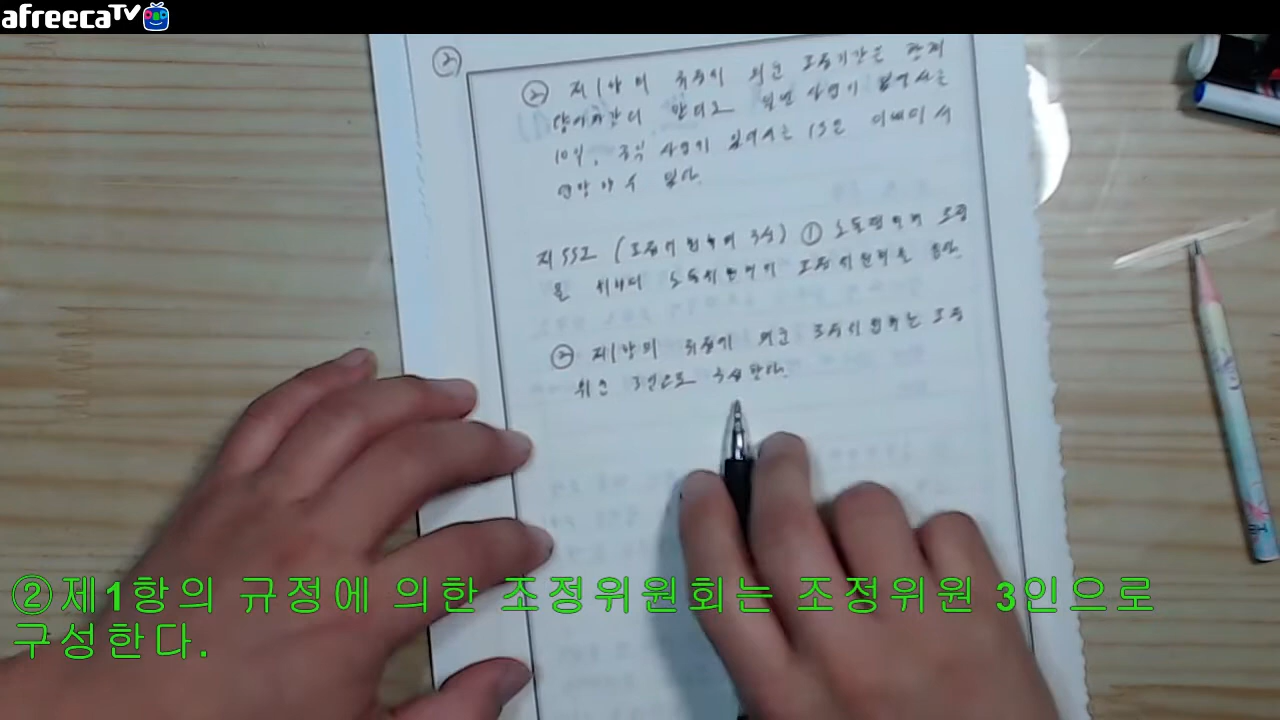 afreecaTV
②
② 제1항의 규정에 의한 조정기간은 관계
당사자간의 합의로 일반 사업에 있어서는
10일, 공익 사업에 있어서는 15일 이내에서
연장할 수 있다.
제55조 (조정위원회의 구성) ① 노동쟁의의 조정
을 위하여 노동위원회에 조정위원회를 둔다.
② 제1항의 규정에 의한 조정위원회는 조정
위원 3인으로 구성한다.
②제1항의 규정에 의한 조정위원회는 조정위원 3인으로
구성한다.